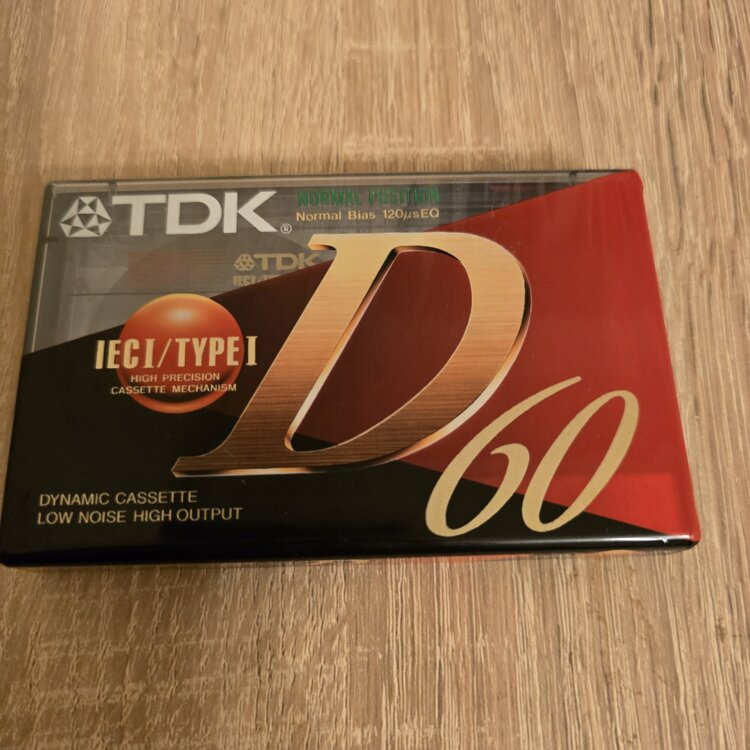 TDK®
NORMAL POSITION
Normal Bias 120μsEQ
TDK
IECI/TYPEI
HIGH PRECISION
CASSETTE MECHANISM
D
60
DYNAMIC CASSETTE
LOW NOISE HIGH OUTPUT